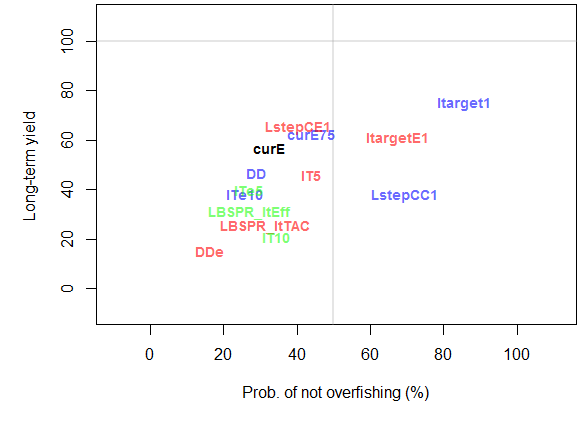 100
80
60
40
20
0
Long-term yield
Itarget1
LstepCE1
curE75
ItargetE1
curE
DD
IT5
ITe5
ITe10
LstepCC1
LBSPR_ItEff
LBSPR_ItTAC
IT10
DDe
0 20 40 60 80 100
Prob. of not overfishing (%)